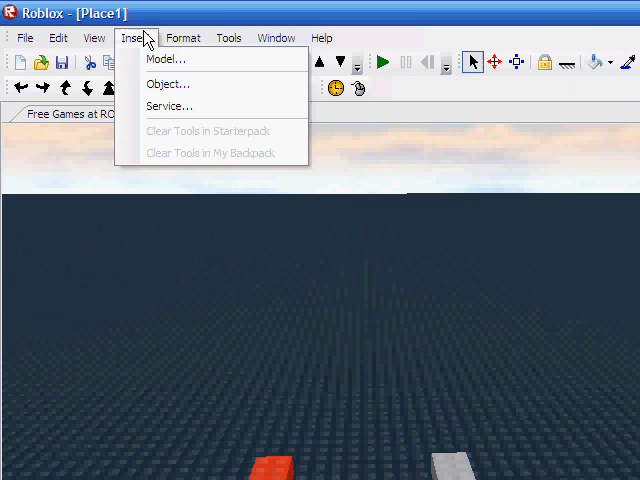 Roblox - [Place1]
File Edit View Format Tools Window Help
Model...
Object...
Service...
Free Games at
Clear Tools in Starterpack
Clear Tools in My Backpack